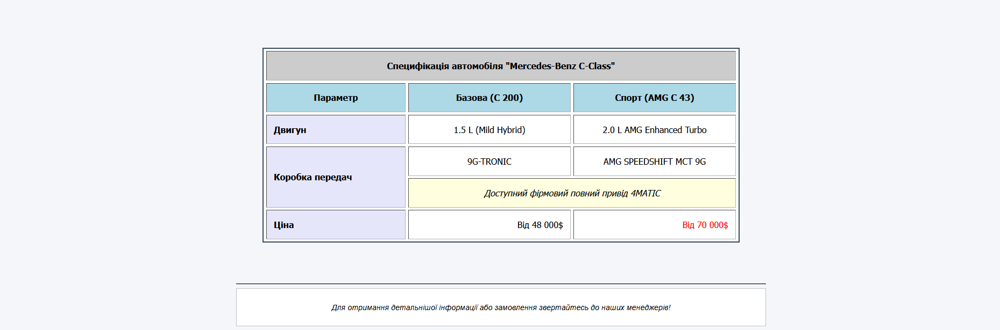 Специфікація автомобіля "Mercedes-Benz C-Class"
Параметр Базова (C 200) Спорт (AMG C 43)
Двигун 1.5 L (Mild Hybrid) 2.0 L AMG Enhanced Turbo
Коробка передач 9G-TRONIC AMG SPEEDSHIFT MCT 9G
Доступний фірмовий повний привід 4MATIC
Ціна Від 48 000$ Від 70 000$
Для отримання детальнішої інформації або замовлення звертайтесь до наших менеджерів!